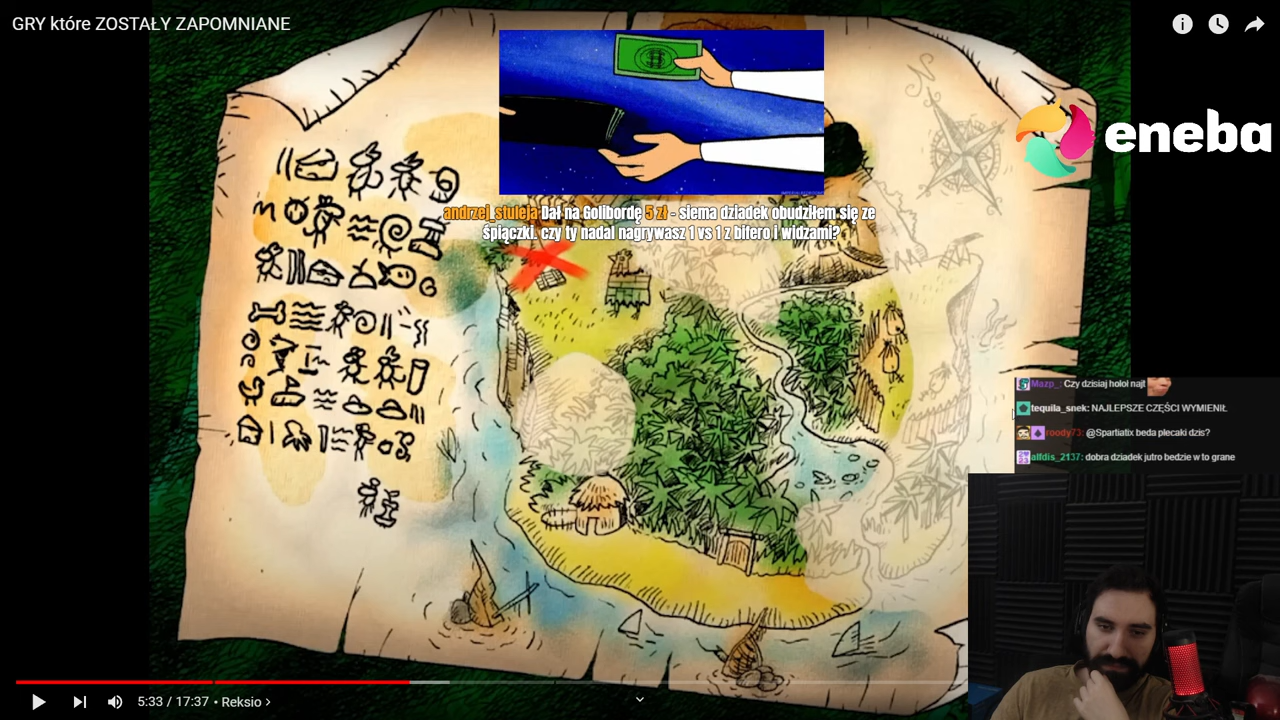 GRY które ZOSTAŁY ZAPOMNIANE
eneba
andrzej_stuleja Dał na Golibordę 5 zł - siema dziadek obudziłem się ze
śpiączki. czy ty nadal nagrywasz 1 vs 1 z bifero i widzami?
N
Mazp_: Czy dzisiaj holol najt
tequila_snek: NAJLEPSZE CZĘŚCI WYMIENIŁ.
roody73: @Spartiatix beda plecaki dzis?
alfdis_2137: dobra dziadek jutro bedzie w to grane
5:33 / 17:37 • Reksio >